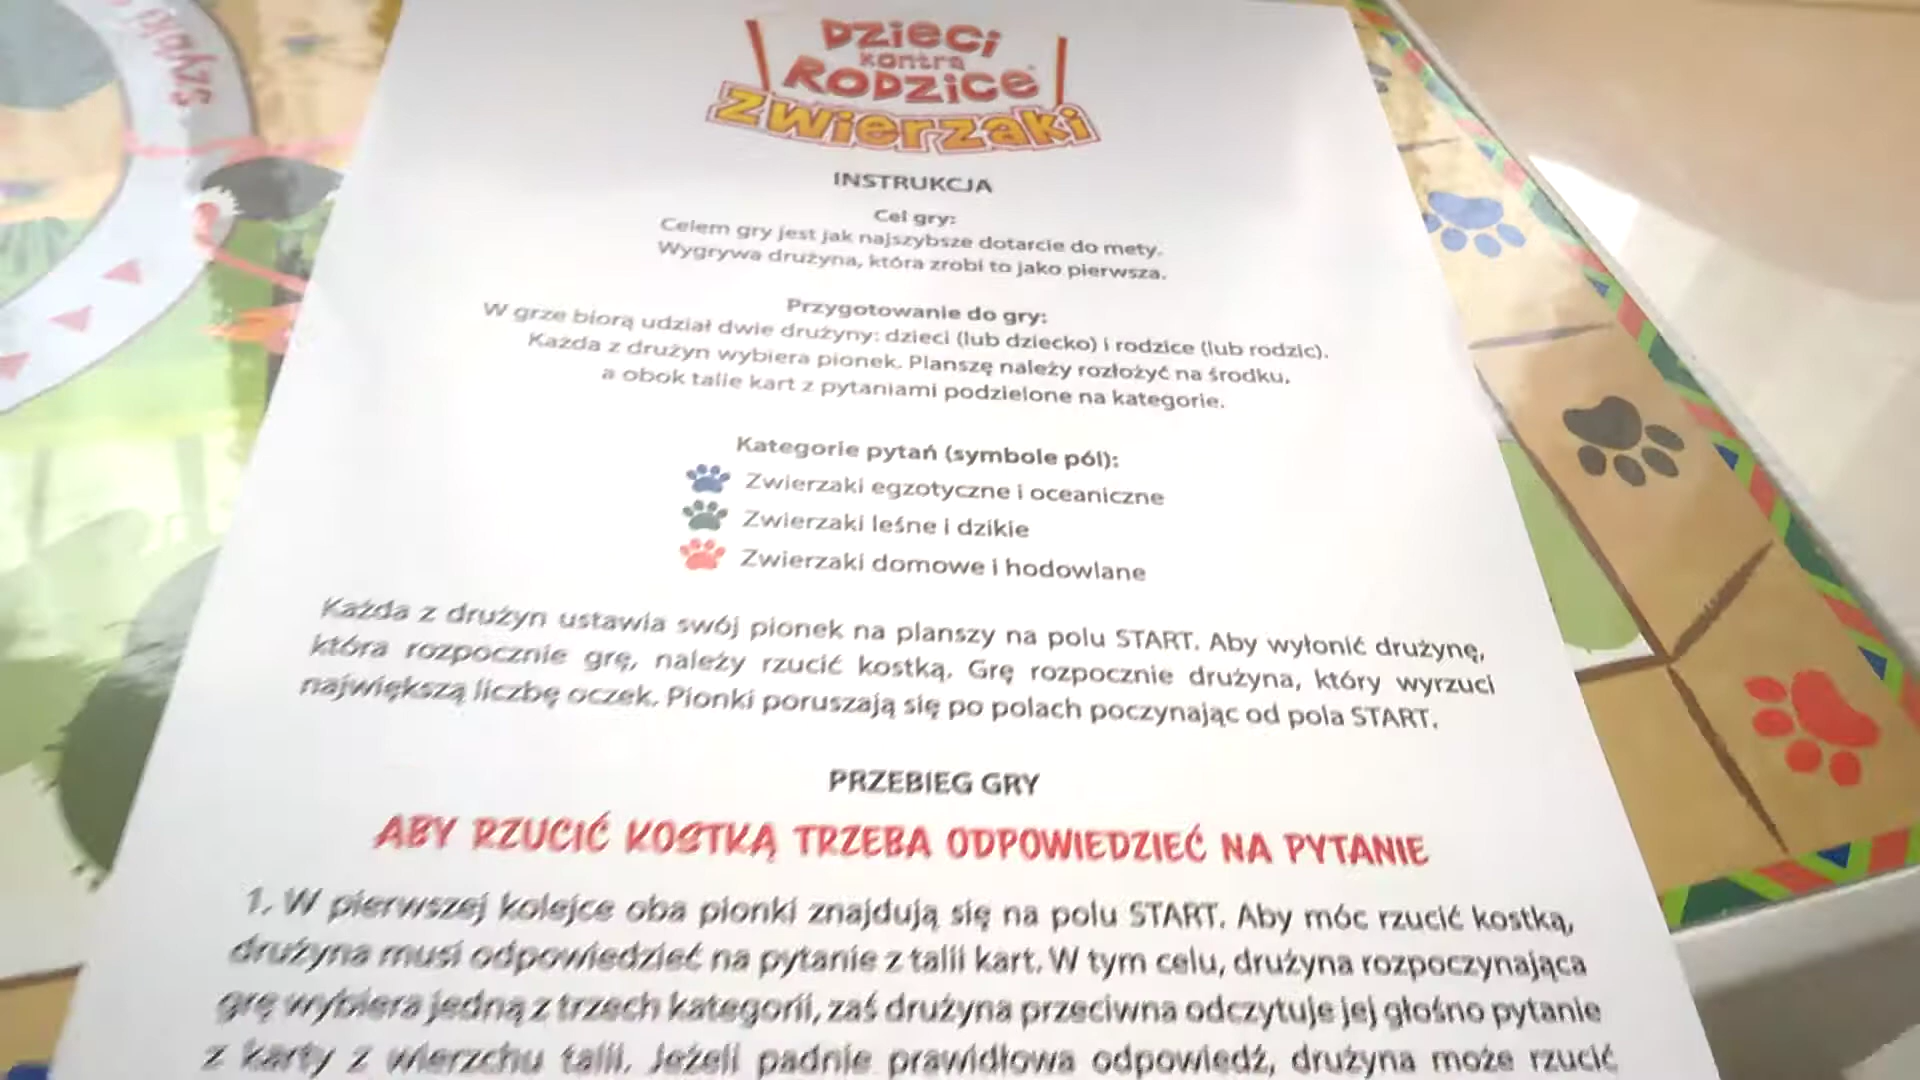 Dzieci
kontra
Rodzice
Zwierzaki
INSTRUKCJA
Cel gry:
Celem gry jest jak najszybsze dotarcie do mety.
Wygrywa drużyna, która zrobi to jako pierwsza.
Przygotowanie do gry:
W grze biorą udział dwie drużyny: dzieci (lub dziecko) i rodzice (lub rodzic).
Każda z drużyn wybiera pionek. Planszę należy rozłożyć na środku,
a obok talie kart z pytaniami podzielone na kategorie.
Kategorie pytań (symbole pól):
Zwierzaki egzotyczne i oceaniczne
Zwierzaki leśne i dzikie
Zwierzaki domowe i hodowlane
Każda z drużyn ustawia swój pionek na planszy na polu START. Aby wyłonić drużynę,
która rozpocznie grę, należy rzucić kostką. Grę rozpocznie drużyna, który wyrzuci
największą liczbę oczek. Pionki poruszają się po polach poczynając od pola START.
PRZEBIEG GRY
ABY RZUCIĆ KOSTKĄ TRZEBA ODPOWIEDZIEĆ NA PYTANIE
1. W pierwszej kolejce oba pionki znajdują się na polu START. Aby móc rzucić kostką,
drużyna musi odpowiedzieć na pytanie z talii kart. W tym celu, drużyna rozpoczynająca
grę wybiera jedną z trzech kategorii, zaś drużyna przeciwna odczytuje jej głośno pytanie
z karty z wierzchu talii. Jeżeli padnie prawidłowa odpowiedź, drużyna może rzucić